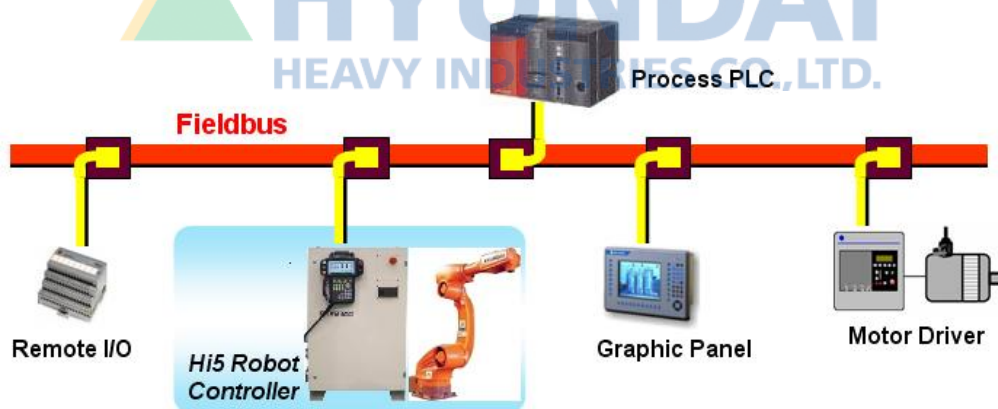 HYUNDAI
HEAVY INDUSTRIES CO.,LTD.
Process PLC
Fieldbus
Remote I/O
Hi5 Robot
Controller
Graphic Panel
Motor Driver